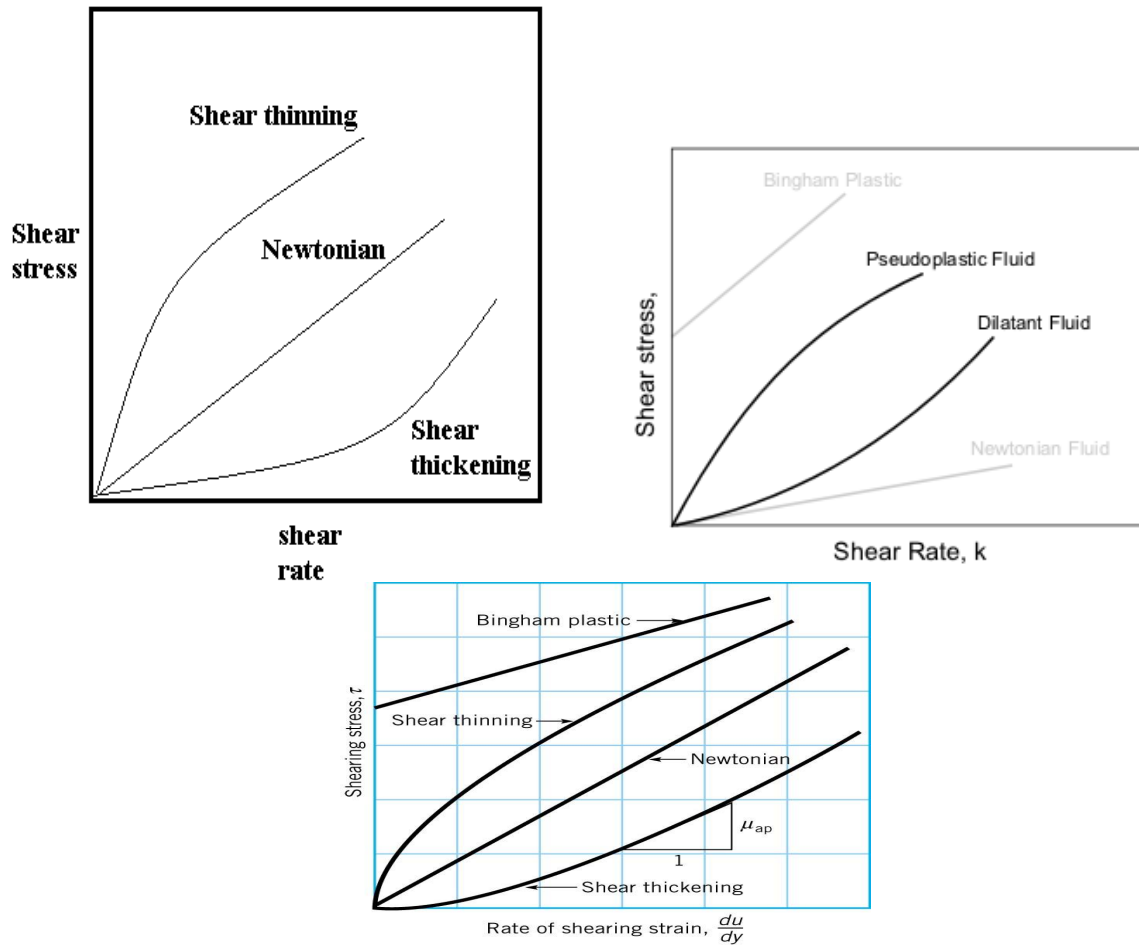 Shear thinning
Shear
stress
Newtonian
Shear
thickening
shear
rate
Bingham Plastic
Pseudoplastic Fluid
Dilatant Fluid
Shear stress,
Newtonian Fluid
Shear Rate, k
Bingham plastic
Shear thinning
Shearing stress, τ
Newtonian
μap
1
Shear thickening
Rate of shearing strain, du/dy